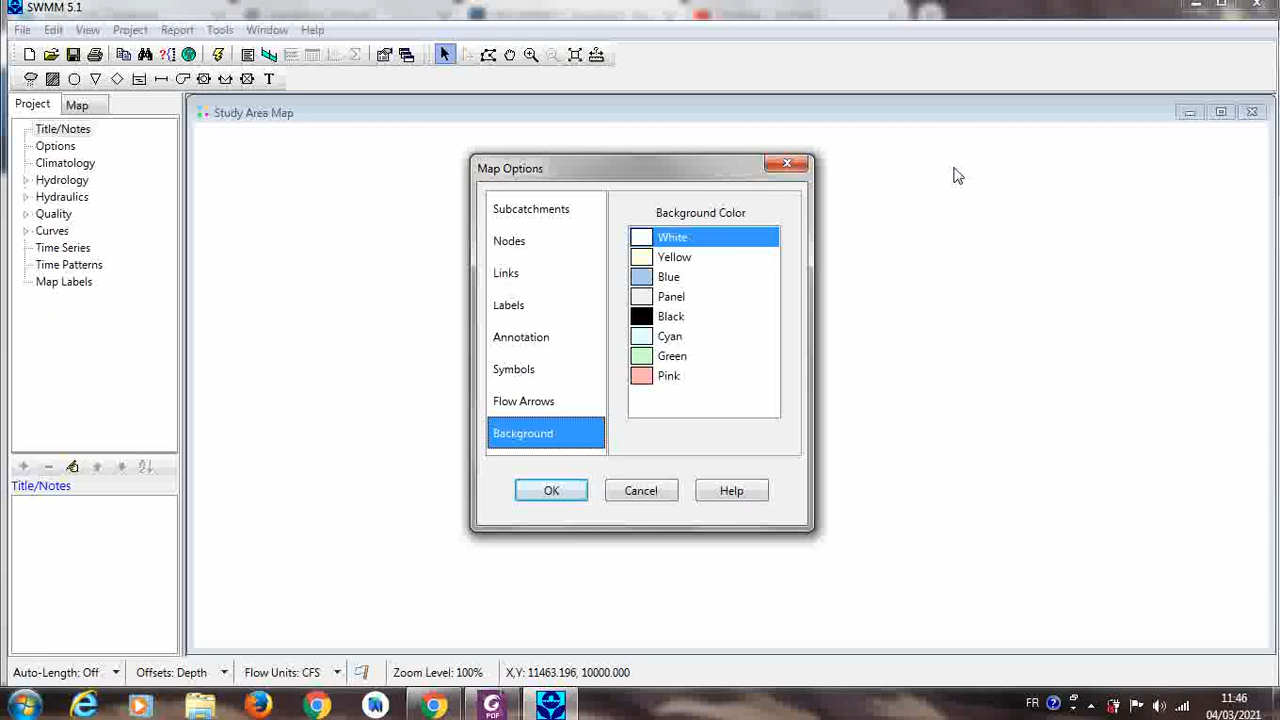 SWMM 5.1
File Edit View Project Report Tools Window Help
T
Project Map
Title/Notes
Options
Climatology
Hydrology
Hydraulics
Quality
Curves
Time Series
Time Patterns
Map Labels
Title/Notes
Study Area Map
Map Options
Subcatchments
Nodes
Links
Labels
Annotation
Symbols
Flow Arrows
Background
Background Color
White
Yellow
Blue
Panel
Black
Cyan
Green
Pink
OK Cancel Help
Auto-Length: Off Offsets: Depth Flow Units: CFS Zoom Level: 100% X,Y: 11463.196, 10000.000
PDF
FR
11:46
04/03/2021